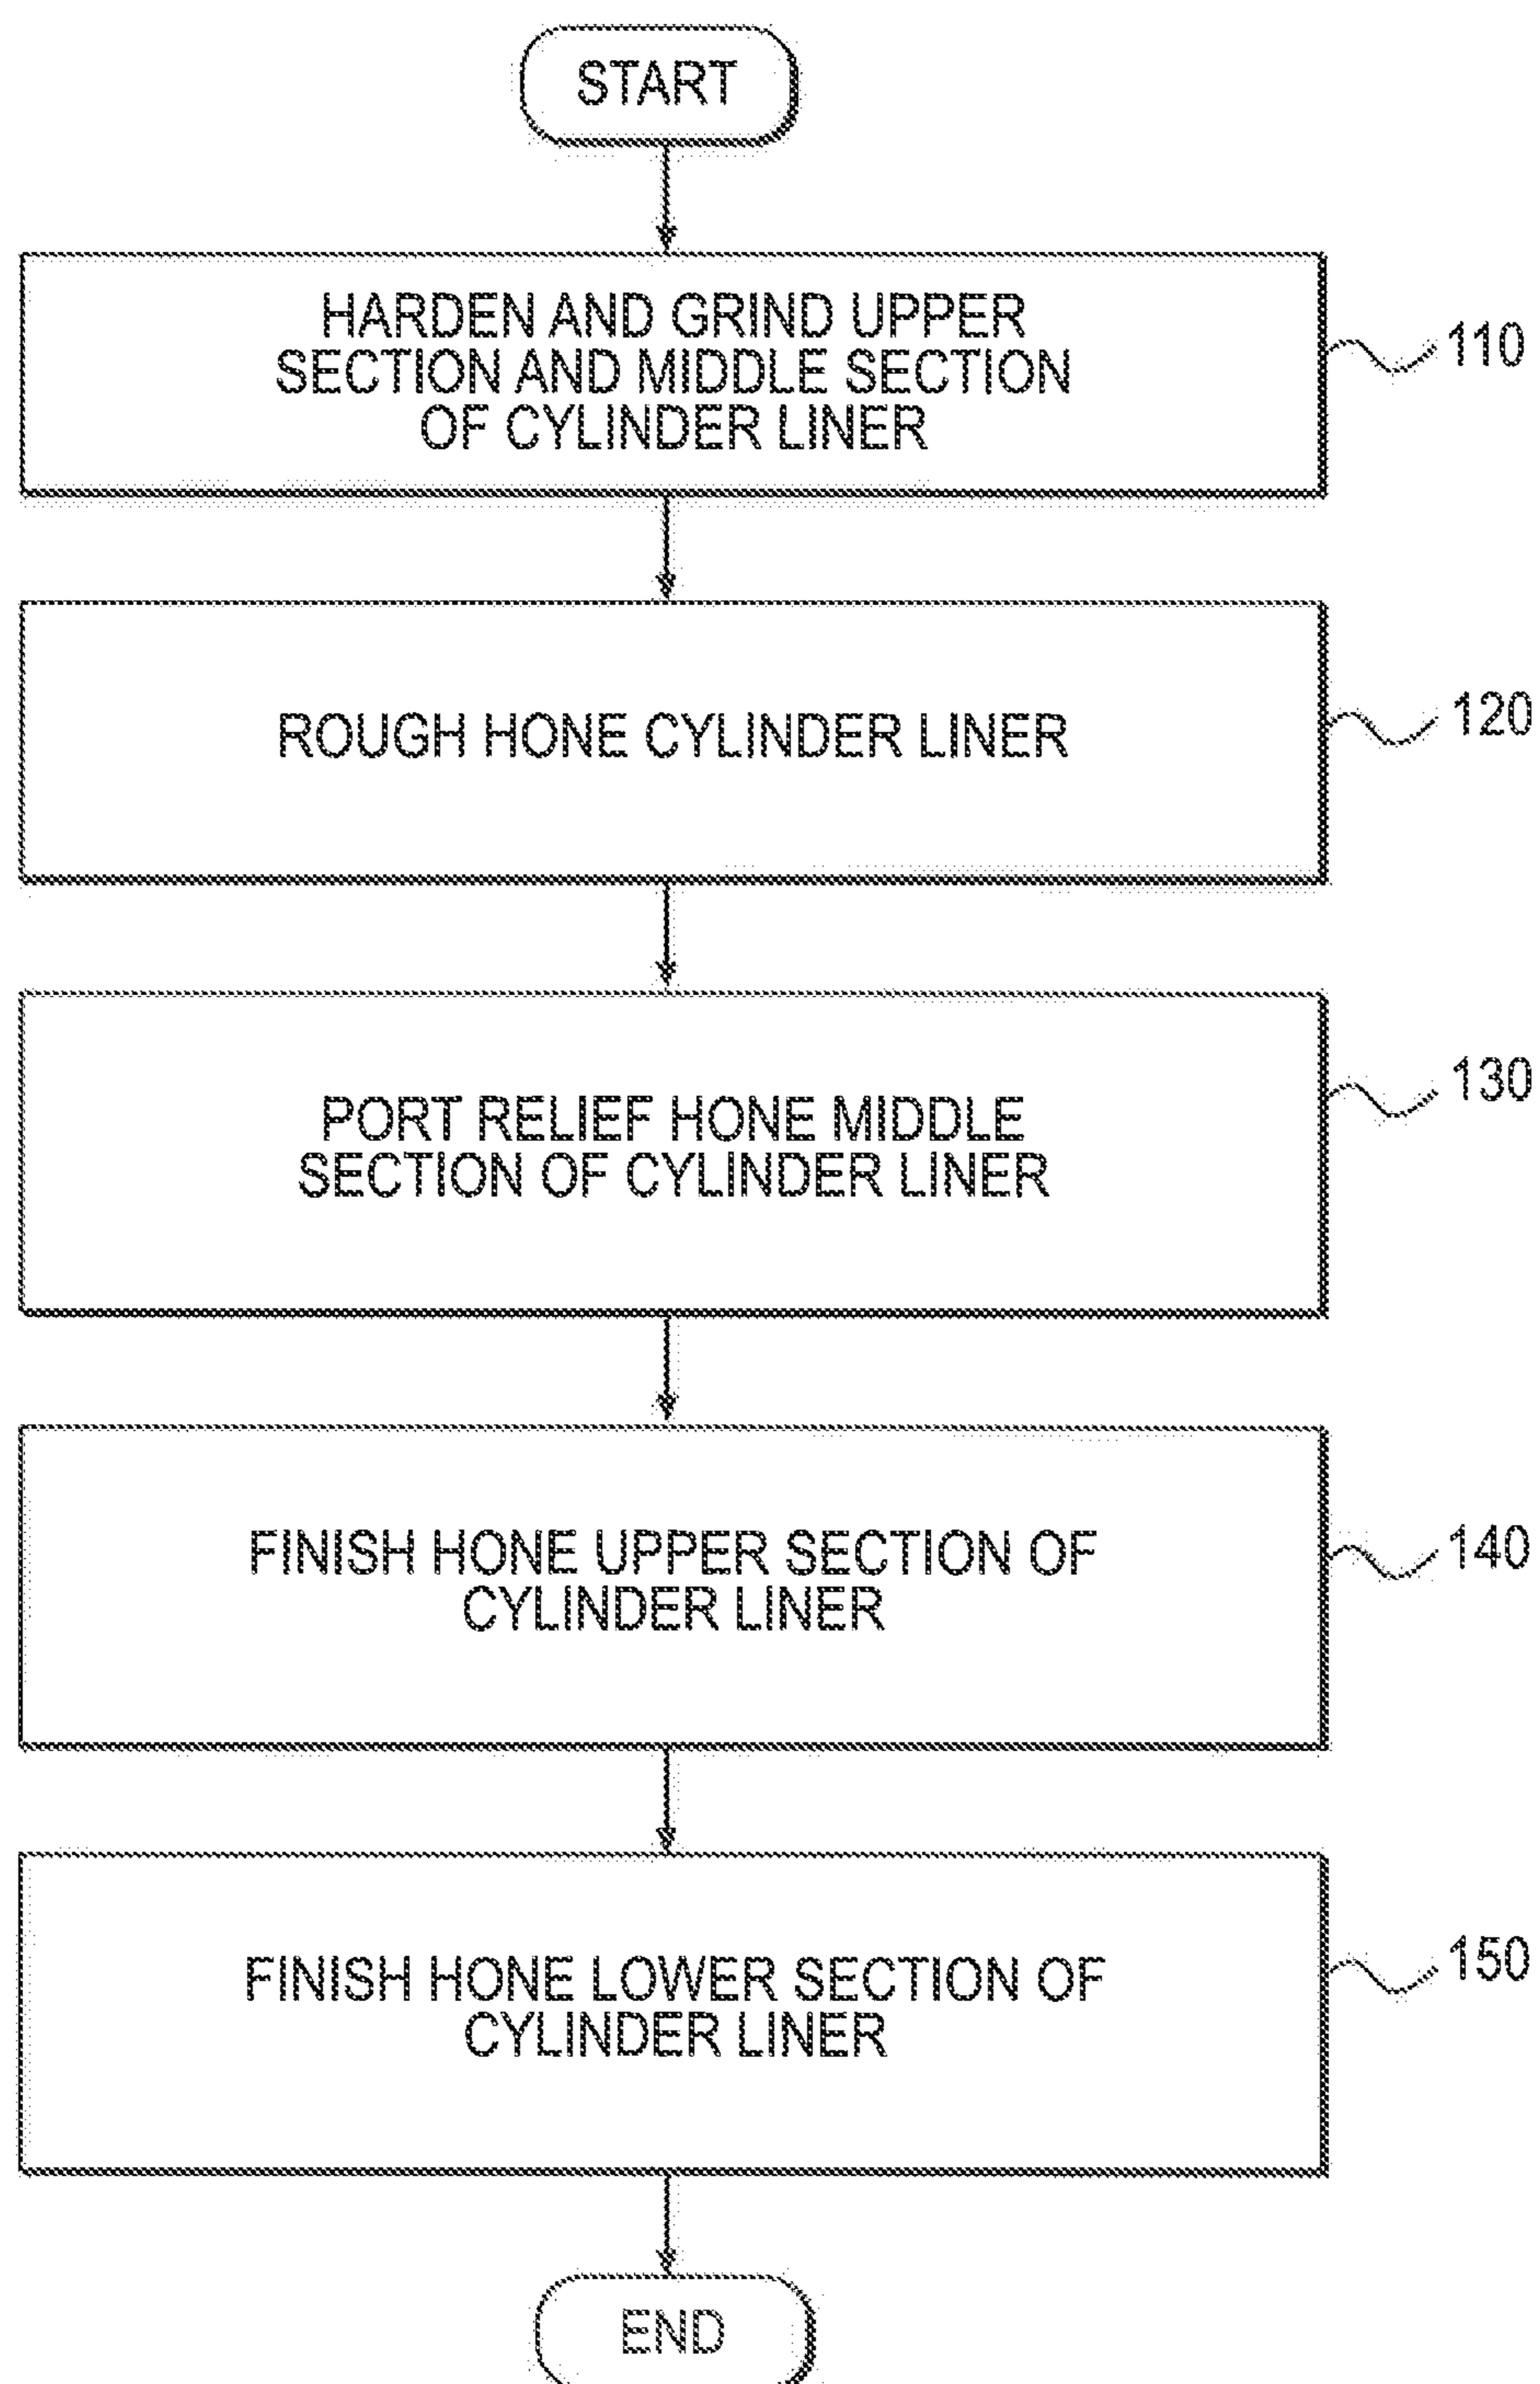 START
HARDEN AND GRIND UPPER
SECTION AND MIDDLE SECTION
OF CYLINDER LINER
110
ROUGH HONE CYLINDER LINER
120
PORT RELIEF HONE MIDDLE
SECTION OF CYLINDER LINER
130
FINISH HONE UPPER SECTION OF
CYLINDER LINER
140
FINISH HONE LOWER SECTION OF
CYLINDER LINER
150
END